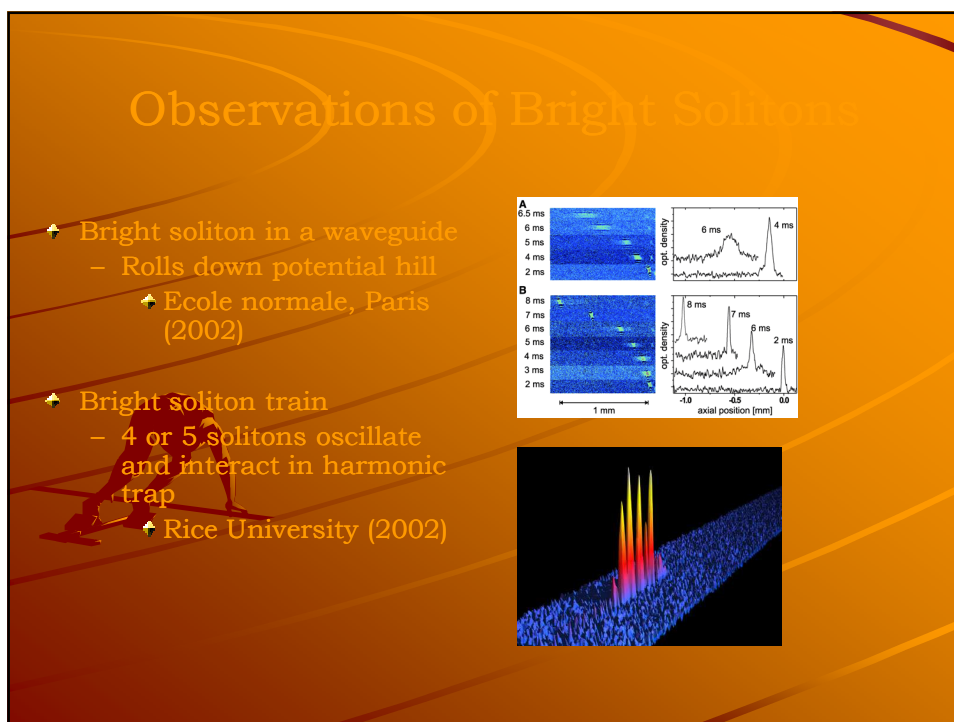 Observations of Bright Solitons
Bright soliton in a waveguide
– Rolls down potential hill
Ecole normale, Paris
(2002)
Bright soliton train
– 4 or 5 solitons oscillate
and interact in harmonic
trap
Rice University (2002)
A
6.5 ms
6 ms
5 ms
4 ms
2 ms
opt. density
6 ms
4 ms
B
8 ms
7 ms
6 ms
5 ms
4 ms
3 ms
2 ms
1 mm
opt. density
8 ms
7 ms
6 ms
2 ms
-1.0
-0.5
0.0
axial position [mm]